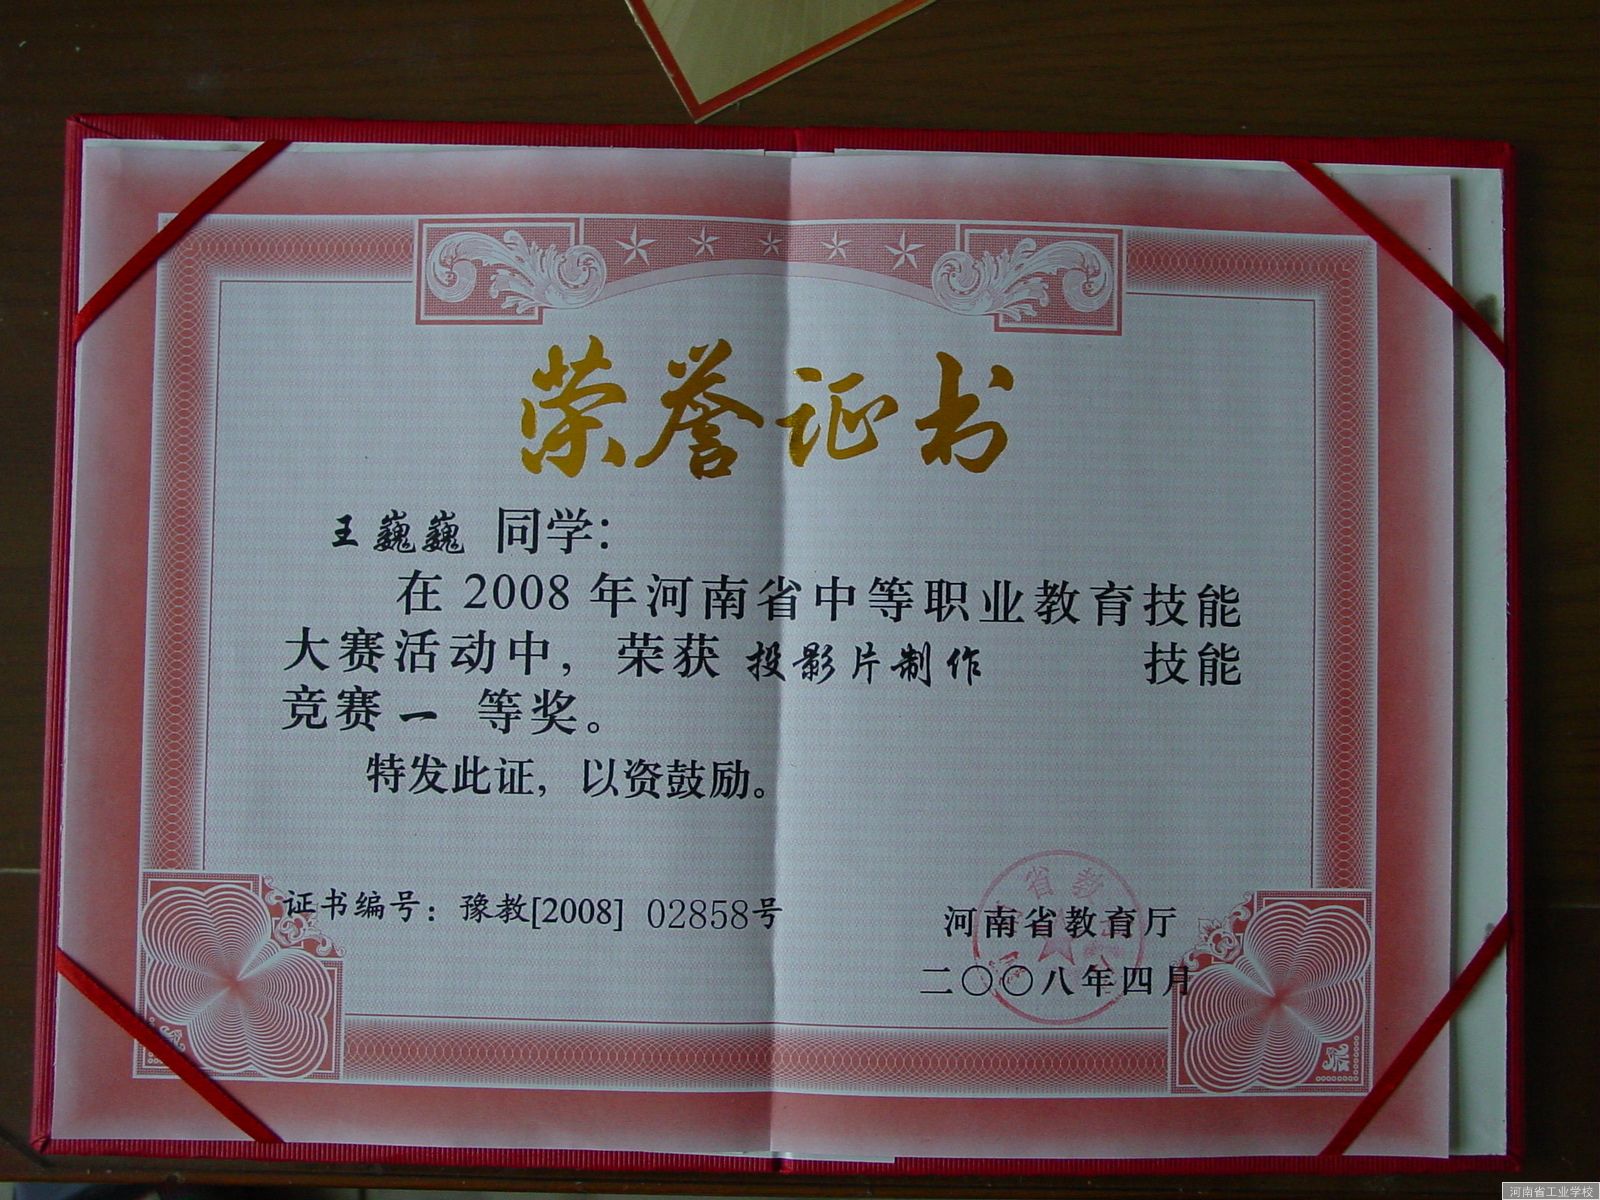 荣誉证书
王巍巍 同学：
在 2008 年河南省中等职业教育技能
大赛活动中，荣获 投影片制作 技能
竞赛 一 等奖。
特发此证，以资鼓励。
证书编号：豫教[2008] 02858号
河南省教育厅
二〇〇八年四月
省教
河南省工业学校